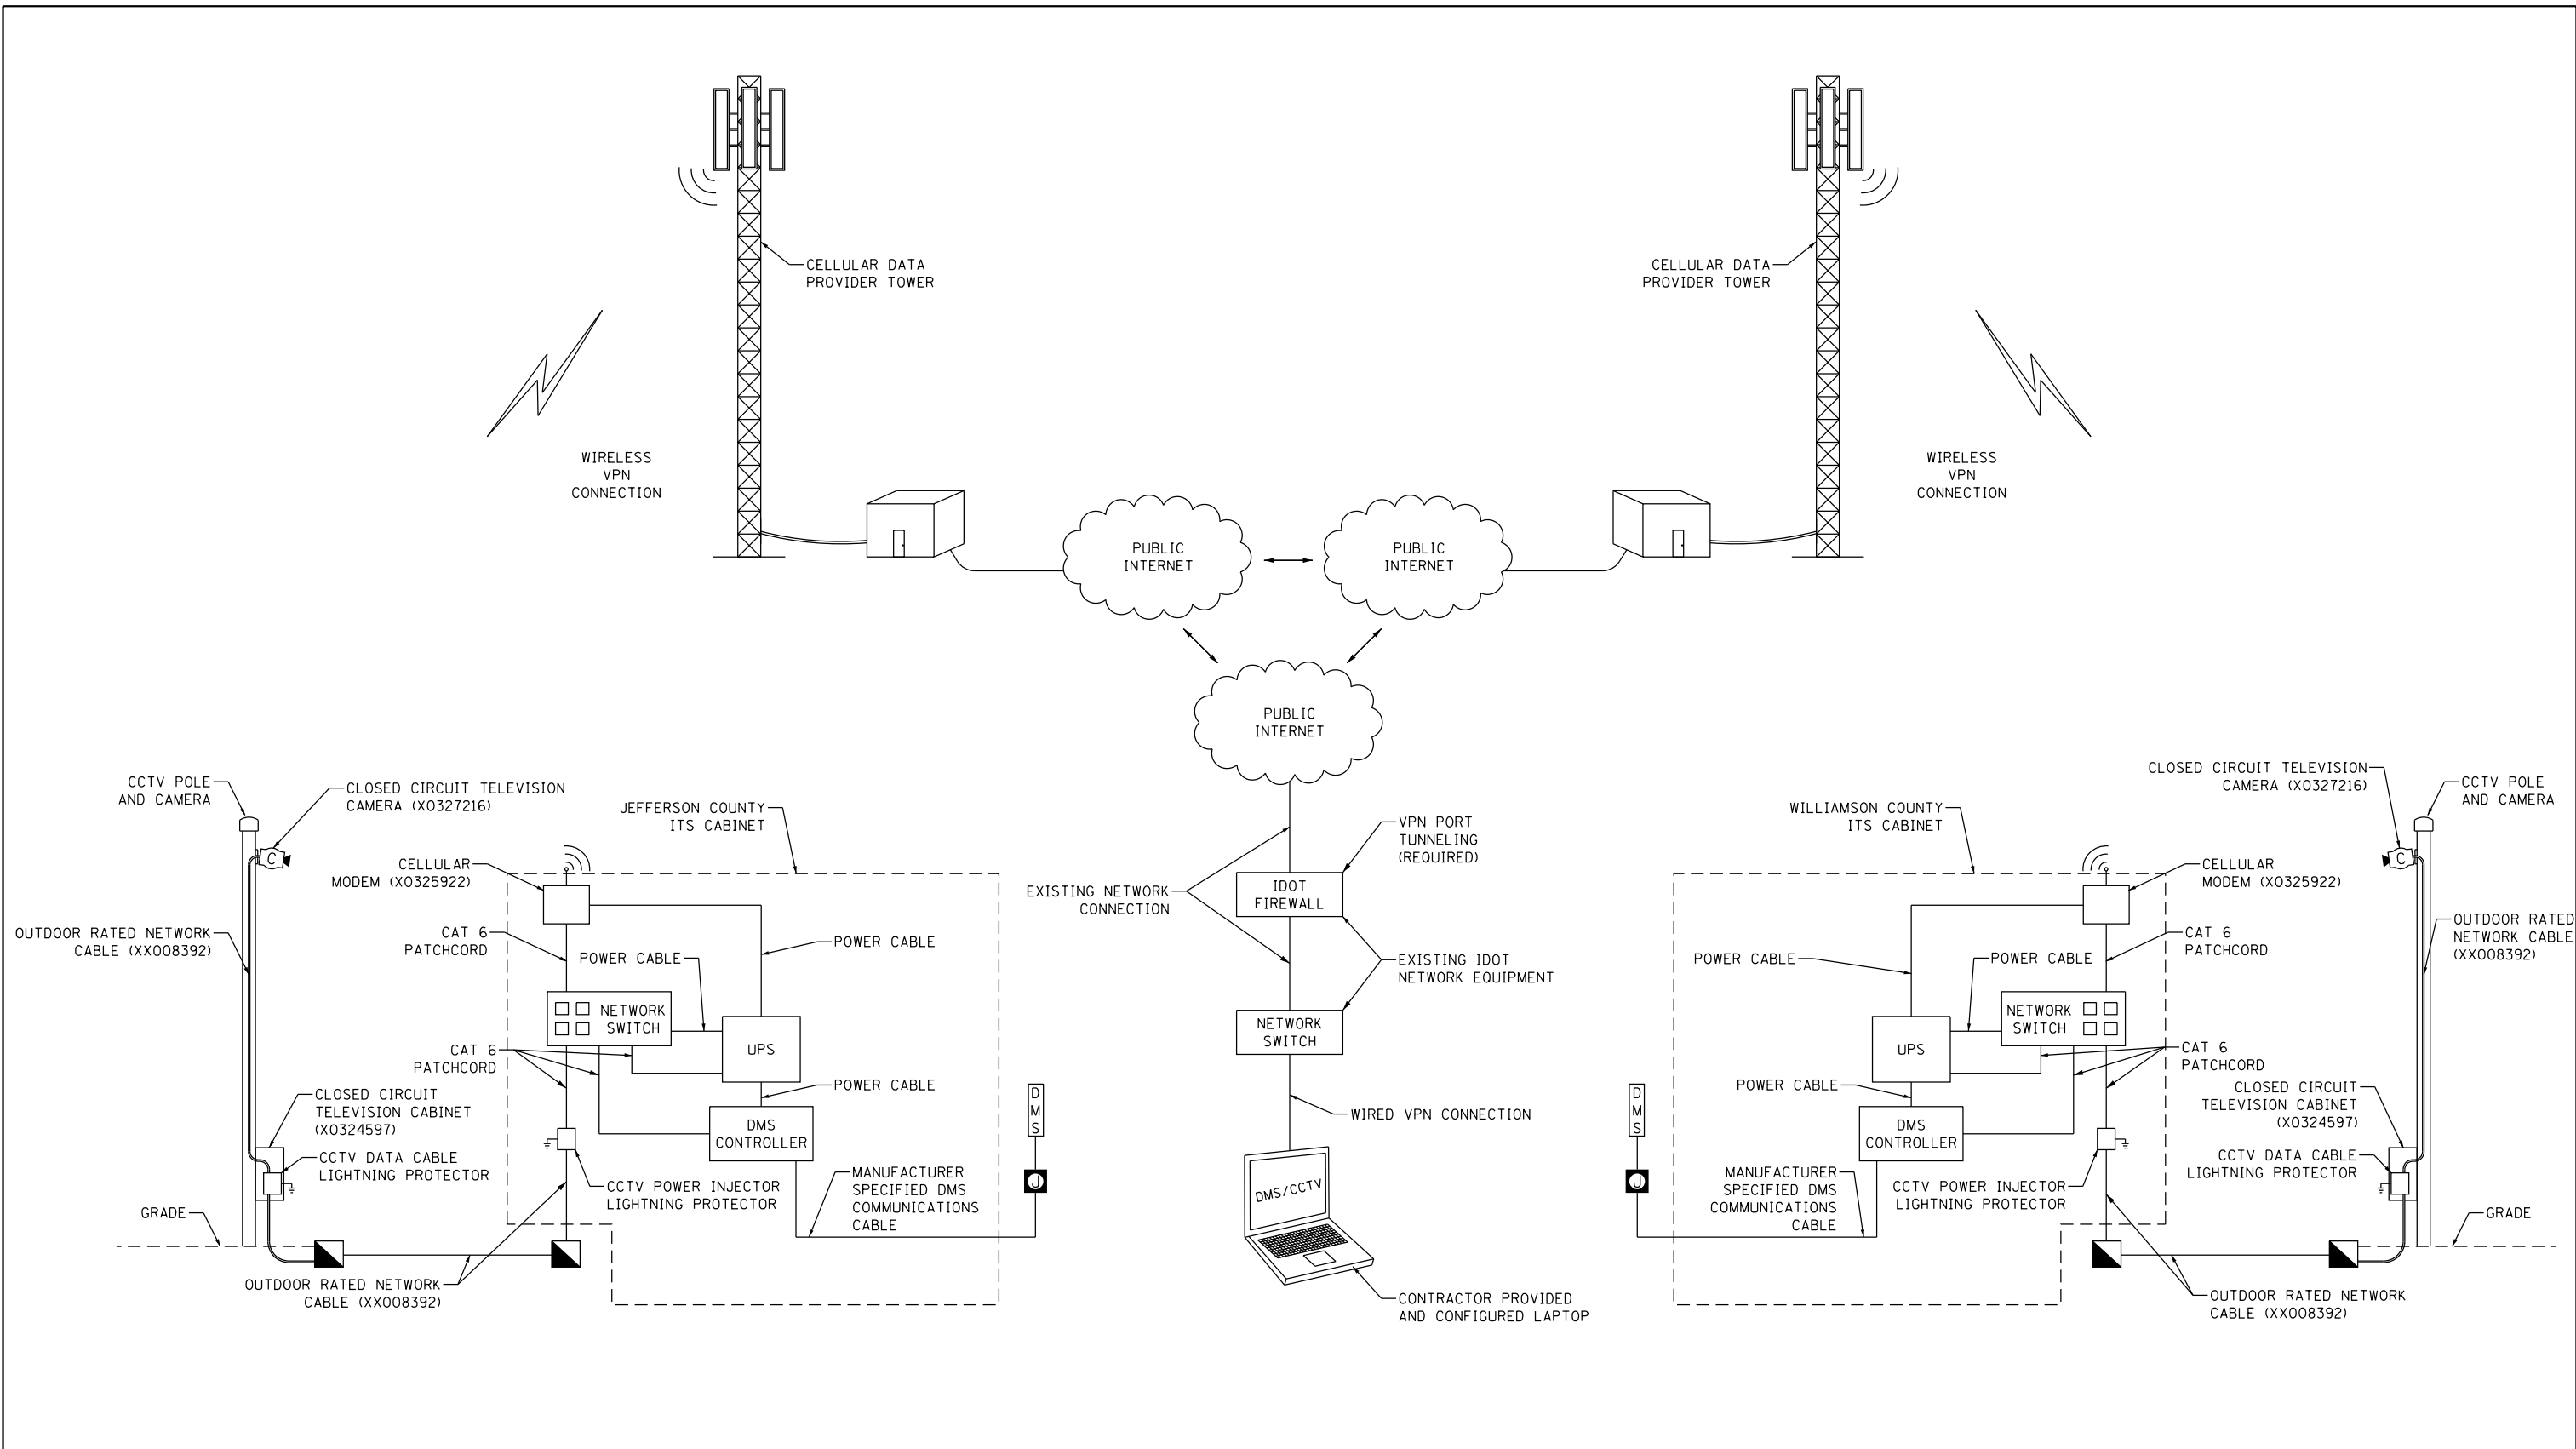 CELLULAR DATA
PROVIDER TOWER
CELLULAR DATA
PROVIDER TOWER
WIRELESS
VPN
CONNECTION
WIRELESS
VPN
CONNECTION
PUBLIC
INTERNET
PUBLIC
INTERNET
PUBLIC
INTERNET
CCTV POLE
AND CAMERA
CLOSED CIRCUIT TELEVISION
CAMERA (X0327216)
JEFFERSON COUNTY
ITS CABINET
CELLULAR
MODEM (X0325922)
OUTDOOR RATED NETWORK
CABLE (XX008392)
CAT 6
PATCHCORD
POWER CABLE
POWER CABLE
NETWORK
SWITCH
UPS
CAT 6
PATCHCORD
POWER CABLE
CLOSED CIRCUIT
TELEVISION CABINET
(X0324597)
DMS
CONTROLLER
D
M
S
CCTV DATA CABLE
LIGHTNING PROTECTOR
CCTV POWER INJECTOR
LIGHTNING PROTECTOR
MANUFACTURER
SPECIFIED DMS
COMMUNICATIONS
CABLE
J
C
GRADE
OUTDOOR RATED NETWORK
CABLE (XX008392)
VPN PORT
TUNNELING
(REQUIRED)
EXISTING NETWORK
CONNECTION
IDOT
FIREWALL
EXISTING IDOT
NETWORK EQUIPMENT
NETWORK
SWITCH
WIRED VPN CONNECTION
DMS/CCTV
CONTRACTOR PROVIDED
AND CONFIGURED LAPTOP
CLOSED CIRCUIT TELEVISION
CAMERA (X0327216)
CCTV POLE
AND CAMERA
WILLIAMSON COUNTY
ITS CABINET
C
CELLULAR
MODEM (X0325922)
OUTDOOR RATED
NETWORK CABLE
(XX008392)
CAT 6
PATCHCORD
POWER CABLE
POWER CABLE
NETWORK
SWITCH
UPS
CAT 6
PATCHCORD
POWER CABLE
CLOSED CIRCUIT
TELEVISION CABINET
(X0324597)
D
M
S
DMS
CONTROLLER
CCTV DATA CABLE
LIGHTNING PROTECTOR
MANUFACTURER
SPECIFIED DMS
COMMUNICATIONS
CABLE
J
CCTV POWER INJECTOR
LIGHTNING PROTECTOR
GRADE
OUTDOOR RATED NETWORK
CABLE (XX008392)